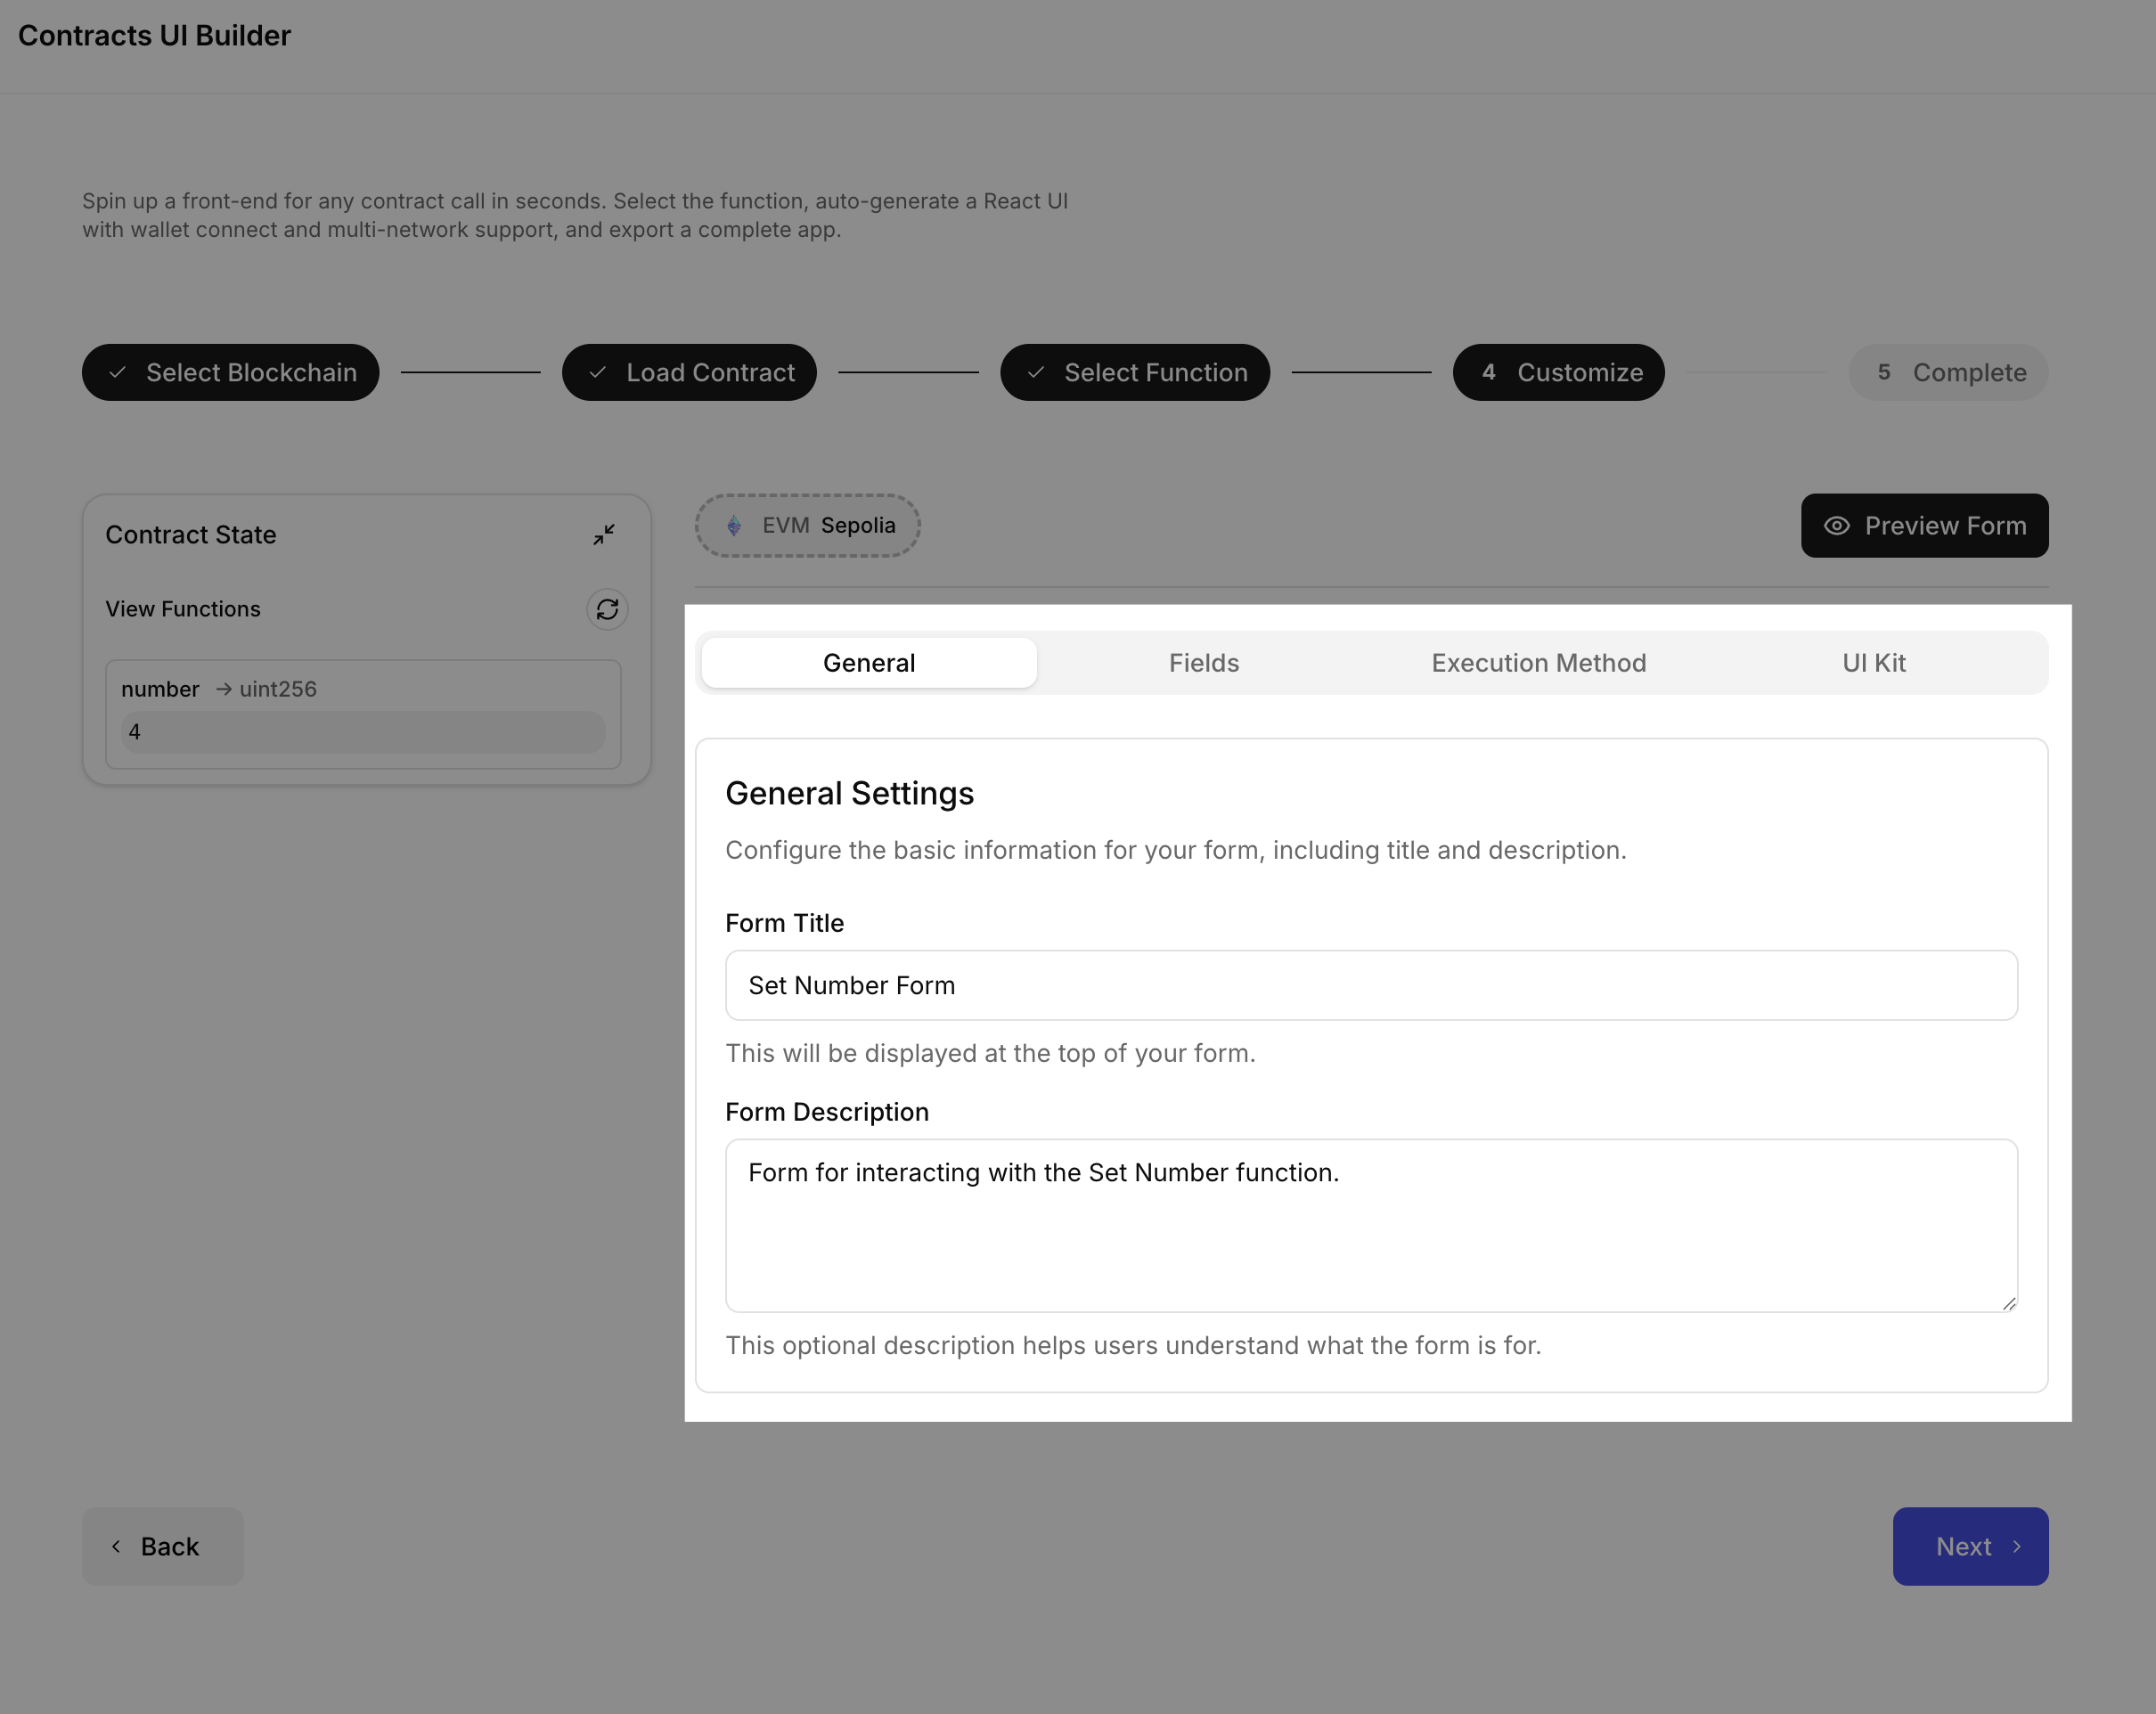 Contracts UI Builder
Spin up a front-end for any contract call in seconds. Select the function, auto-generate a React UI
with wallet connect and multi-network support, and export a complete app.
Select Blockchain
Load Contract
Select Function
4 Customize
5 Complete
Contract State
View Functions
number → uint256
4
EVM Sepolia
Preview Form
General
Fields
Execution Method
UI Kit
General Settings
Configure the basic information for your form, including title and description.
Form Title
Set Number Form
This will be displayed at the top of your form.
Form Description
Form for interacting with the Set Number function.
This optional description helps users understand what the form is for.
Back
Next